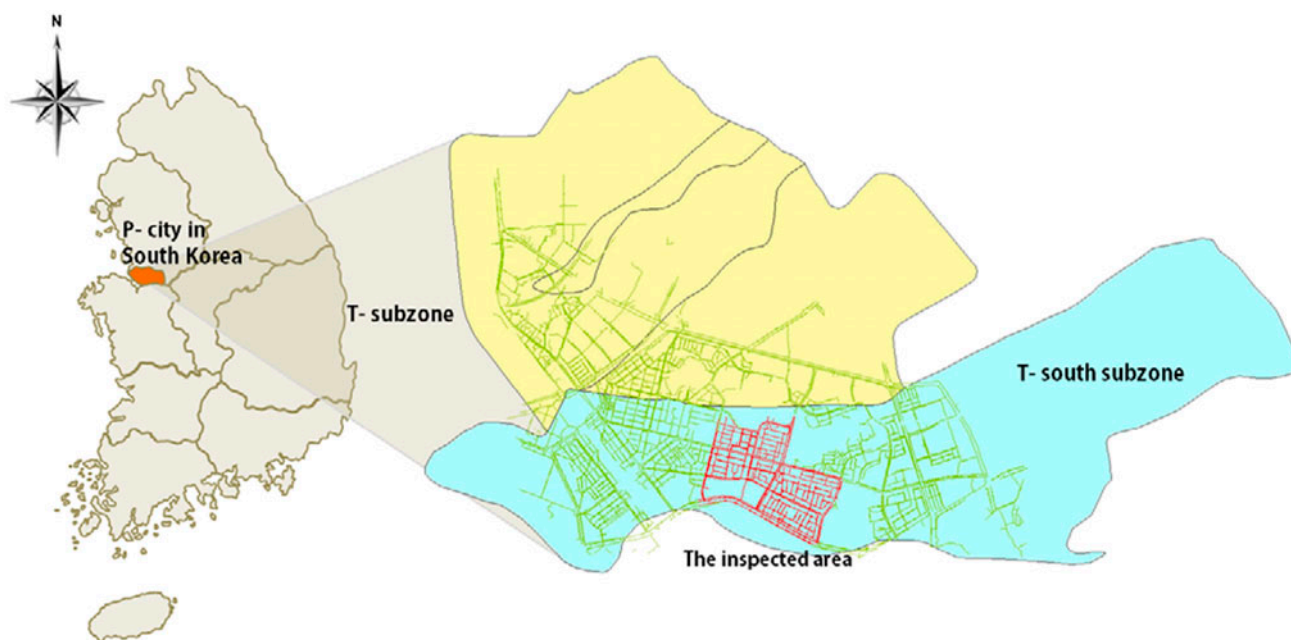 N
P- city in
South Korea
T- subzone
T- south subzone
The inspected area